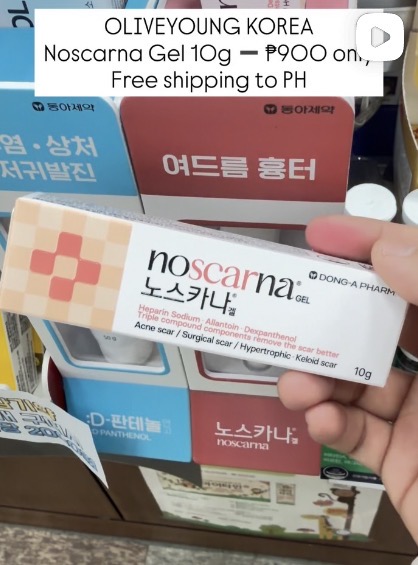 OLIVEYOUNG KOREA
Noscarna Gel 10g — ₱900 only
Free shipping to PH
동아제약
동아제약
염 · 상처
저귀발진
여드름 흉터
noscarna® GEL
DONG-A PHARM
노스카나® 겔
Heparin Sodium · Allantoin · Dexpanthenol
Triple compound components remove the scar better
Acne scar / Surgical scar / Hypertrophic · Keloid scar
10g
:D-판테놀
D-PANTHENOL
노스카나® 겔
noscarna